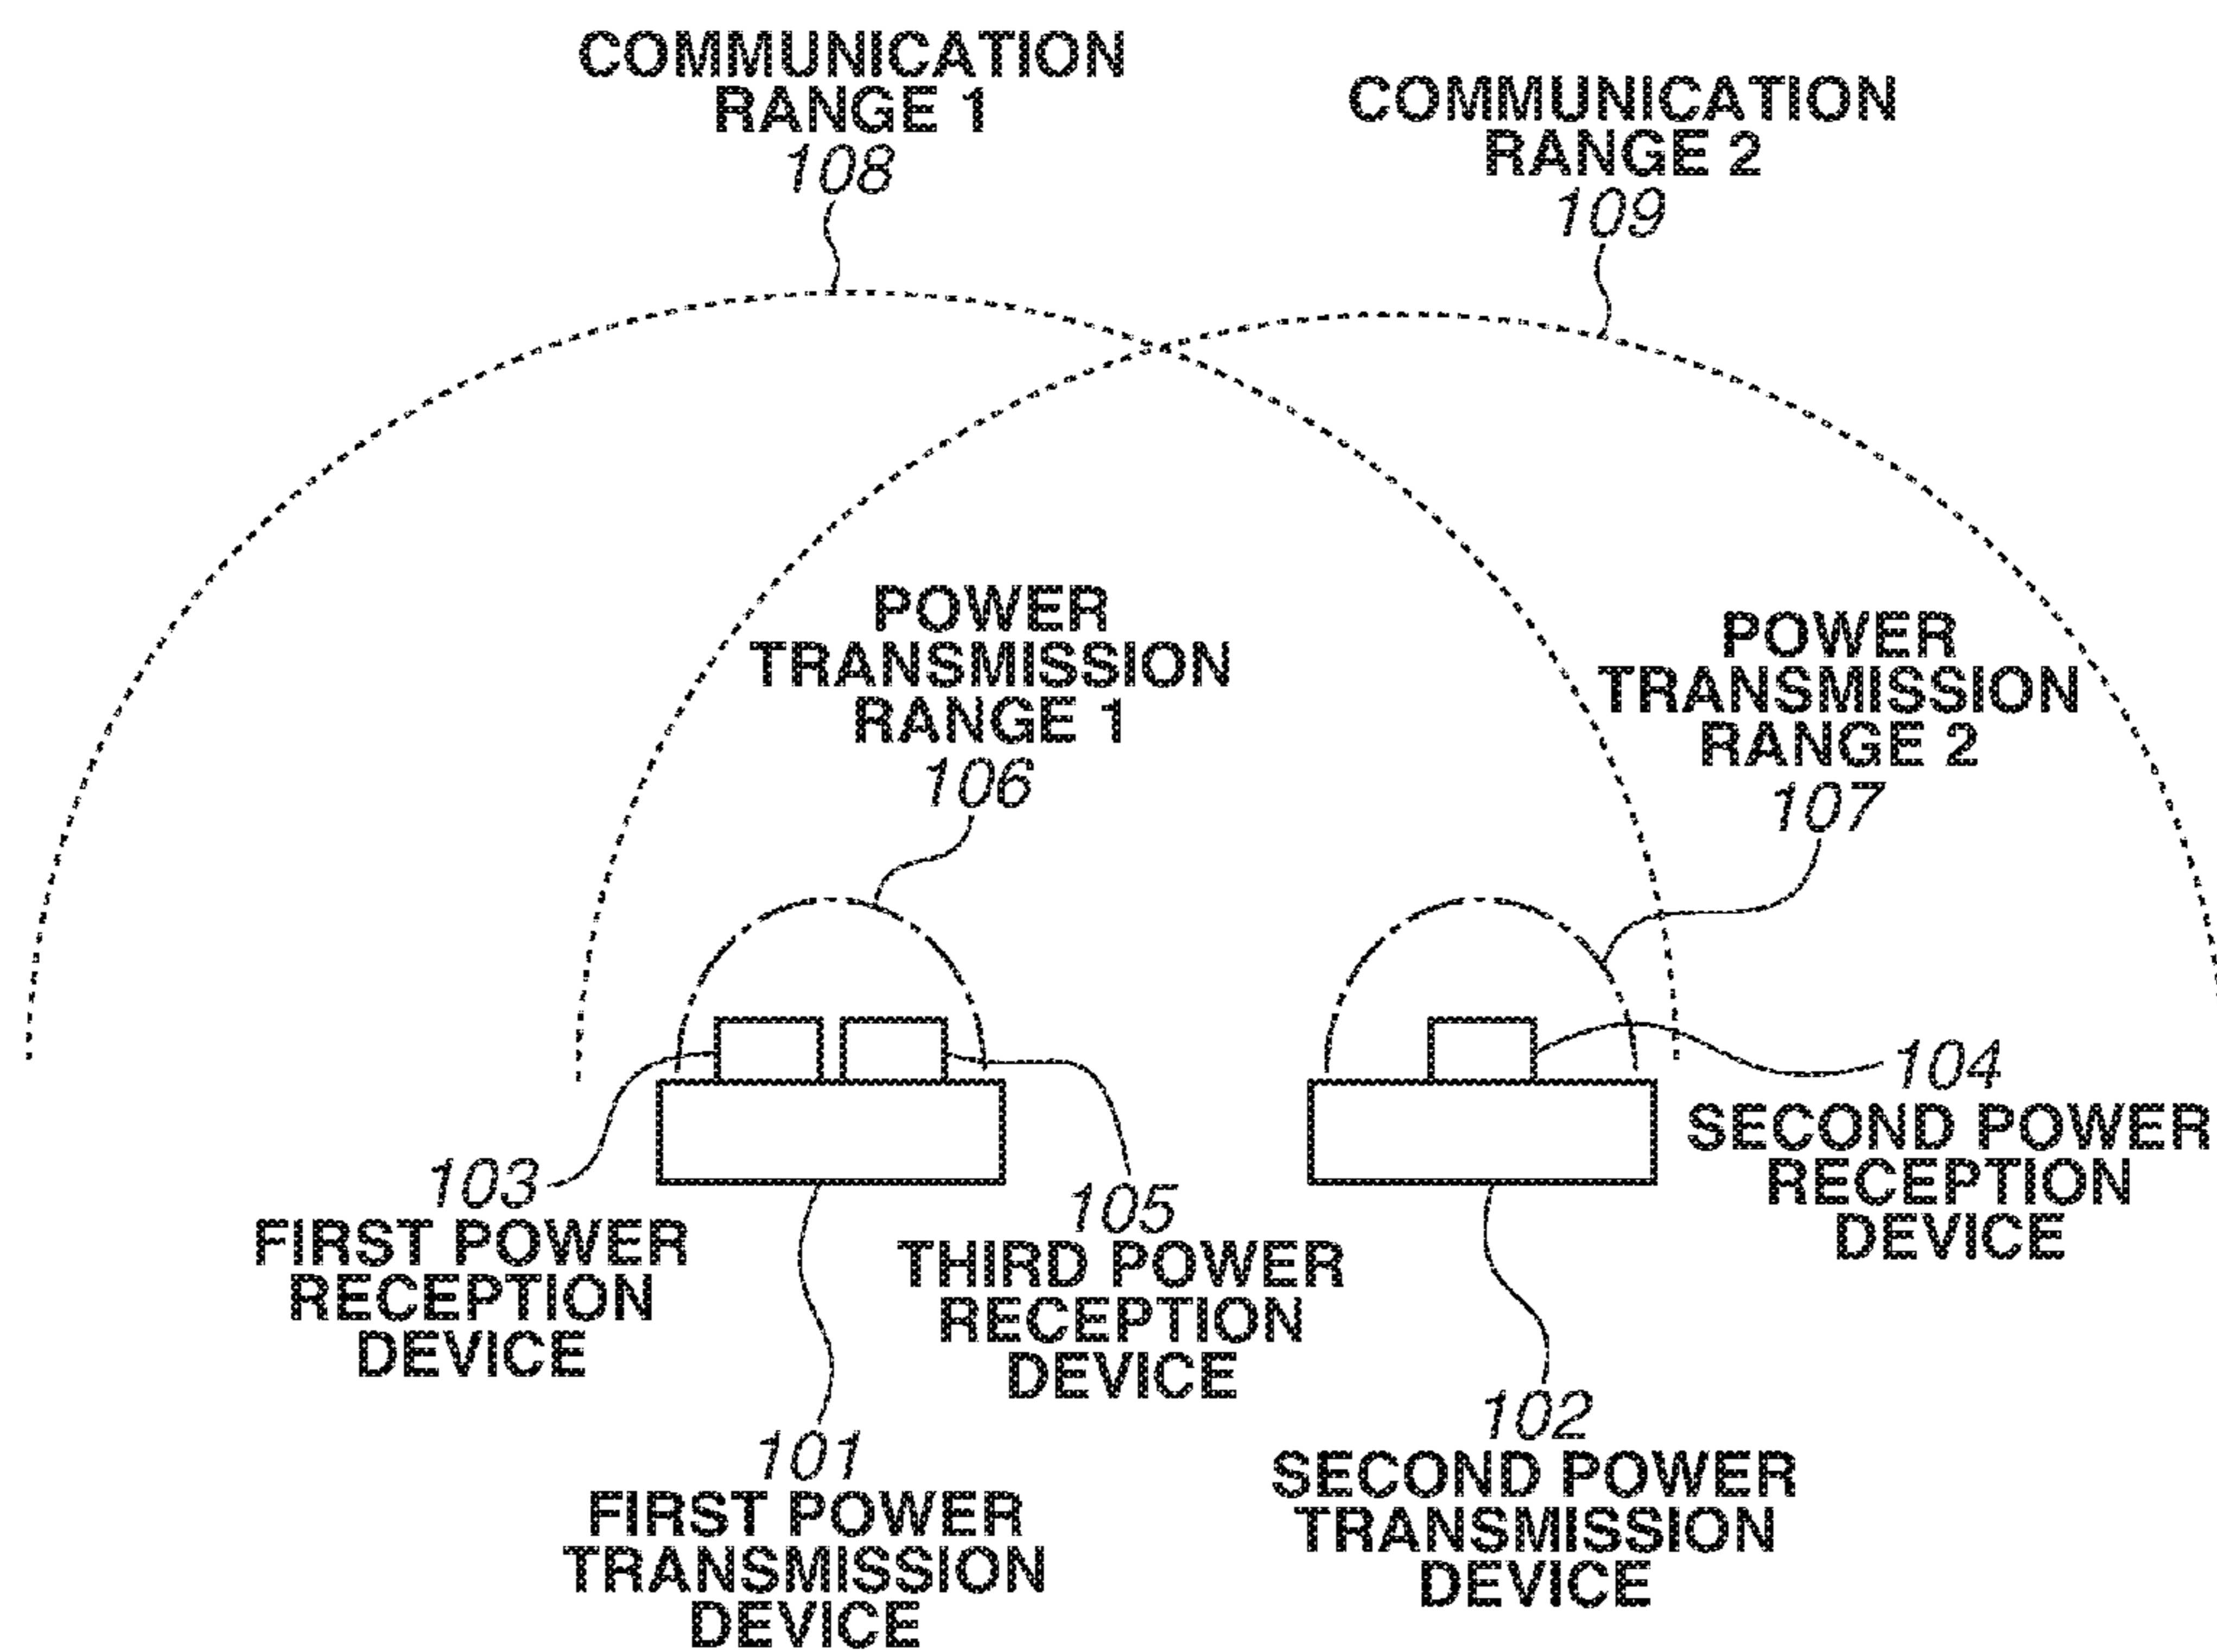 COMMUNICATION
RANGE 1
108
COMMUNICATION
RANGE 2
109
POWER
TRANSMISSION
RANGE 1
106
POWER
TRANSMISSION
RANGE 2
107
103
FIRST POWER
RECEPTION
DEVICE
105
THIRD POWER
RECEPTION
DEVICE
104
SECOND POWER
RECEPTION
DEVICE
101
FIRST POWER
TRANSMISSION
DEVICE
102
SECOND POWER
TRANSMISSION
DEVICE